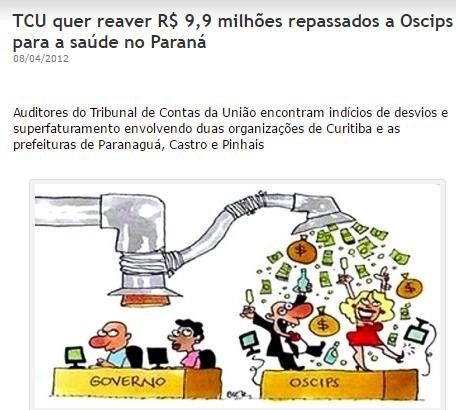 TCU quer reaver R$ 9,9 milhões repassados a Oscips
para a saúde no Paraná
08/04/2012
Auditores do Tribunal de Contas da União encontram indícios de desvios e
superfaturamento envolvendo duas organizações de Curitiba e as
prefeituras de Paranaguá, Castro e Pinhais
$
$
$
GOVERNO
OSCIPS